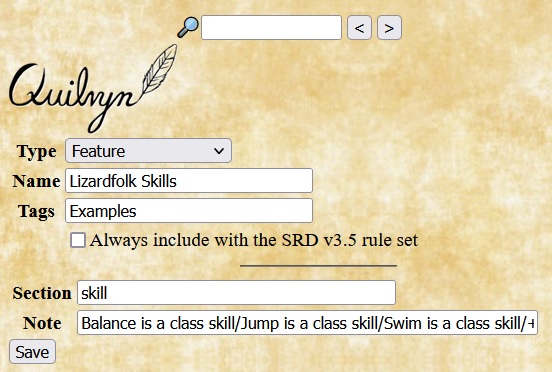 < >
Quilvyn
Type Feature
Name Lizardfolk Skills
Tags Examples
Always include with the SRD v3.5 rule set
Section skill
Note Balance is a class skill/Jump is a class skill/Swim is a class skill/
Save